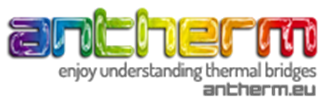 antherm
enjoy understanding thermal bridges
antherm.eu